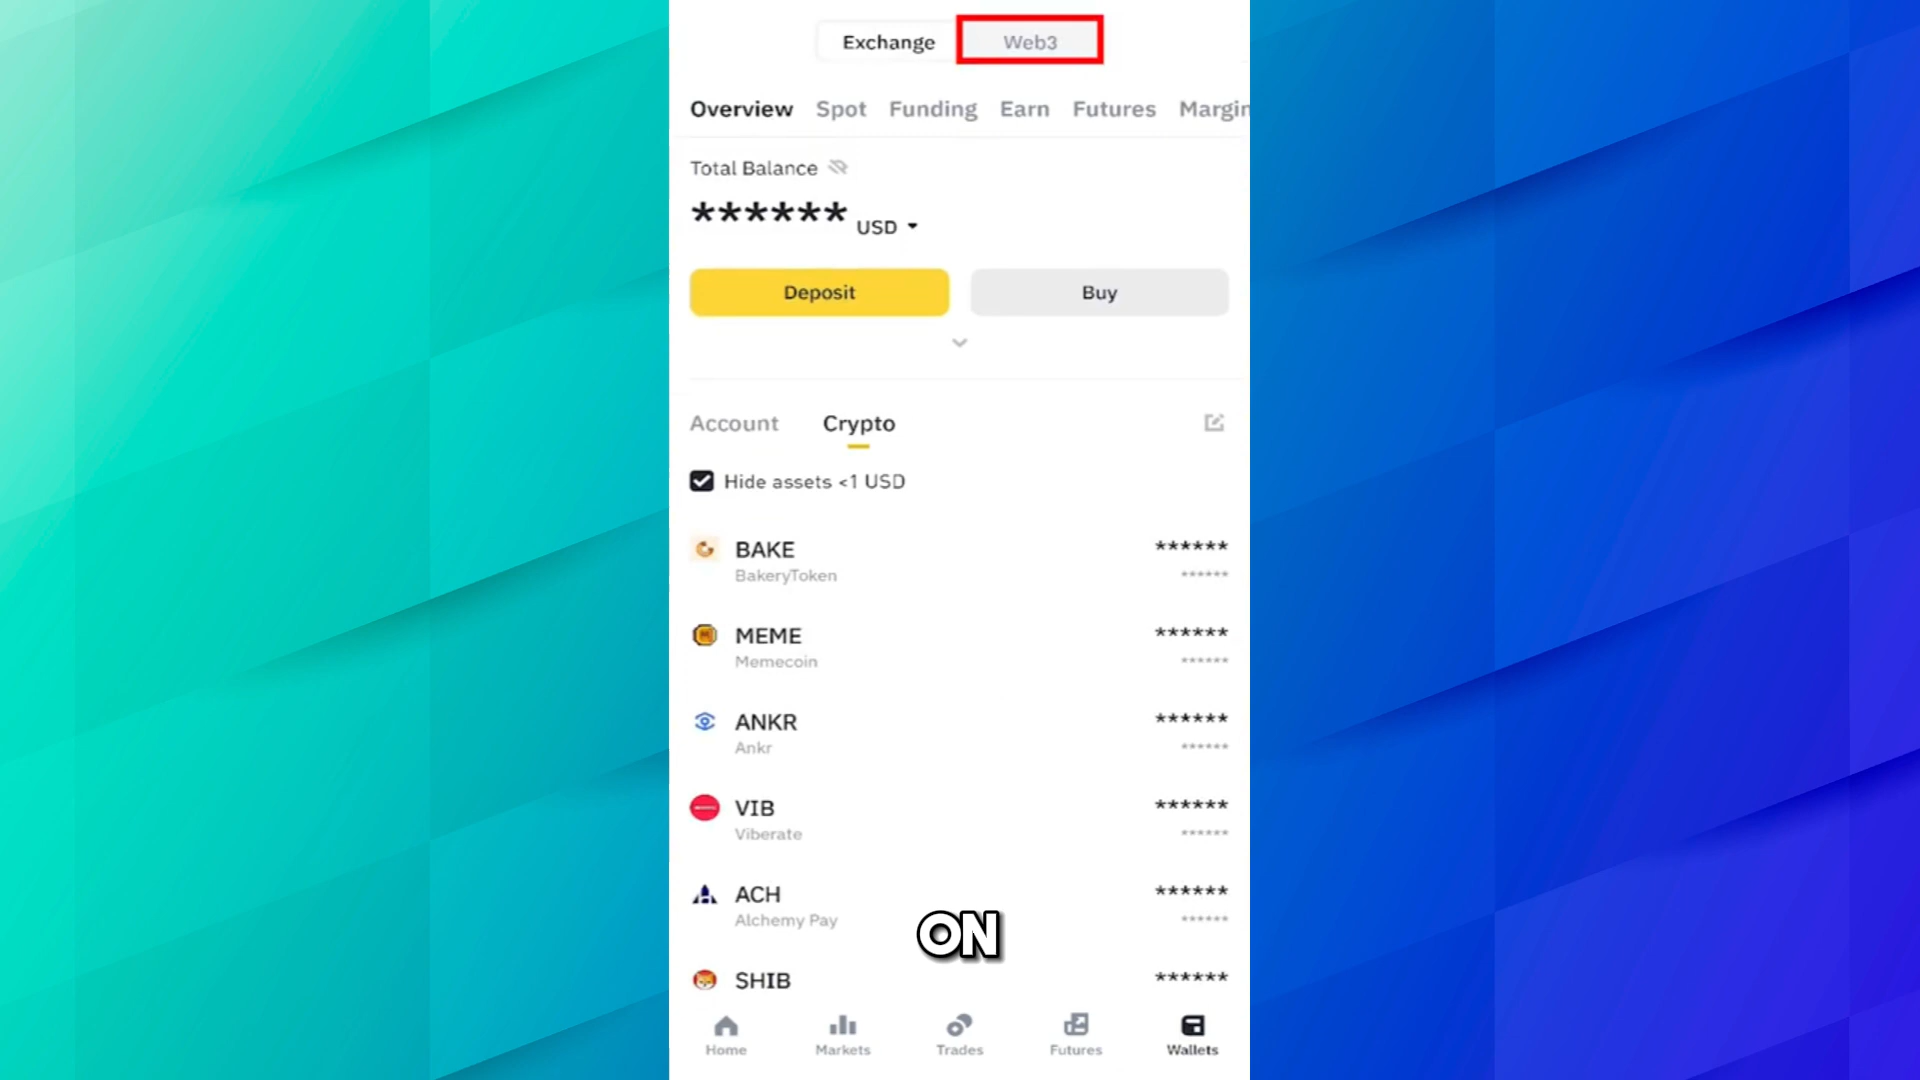 Exchange Web3
Overview Spot Funding Earn Futures Margin
Total Balance
****** USD
Deposit Buy
Account Crypto
Hide assets <1 USD
BAKE ******
BakeryToken ******
MEME ******
Memecoin ******
ANKR ******
Ankr ******
VIB ******
Viberate ******
ACH ******
Alchemy Pay ******
ON
SHIB ******
Home Markets Trades Futures Wallets